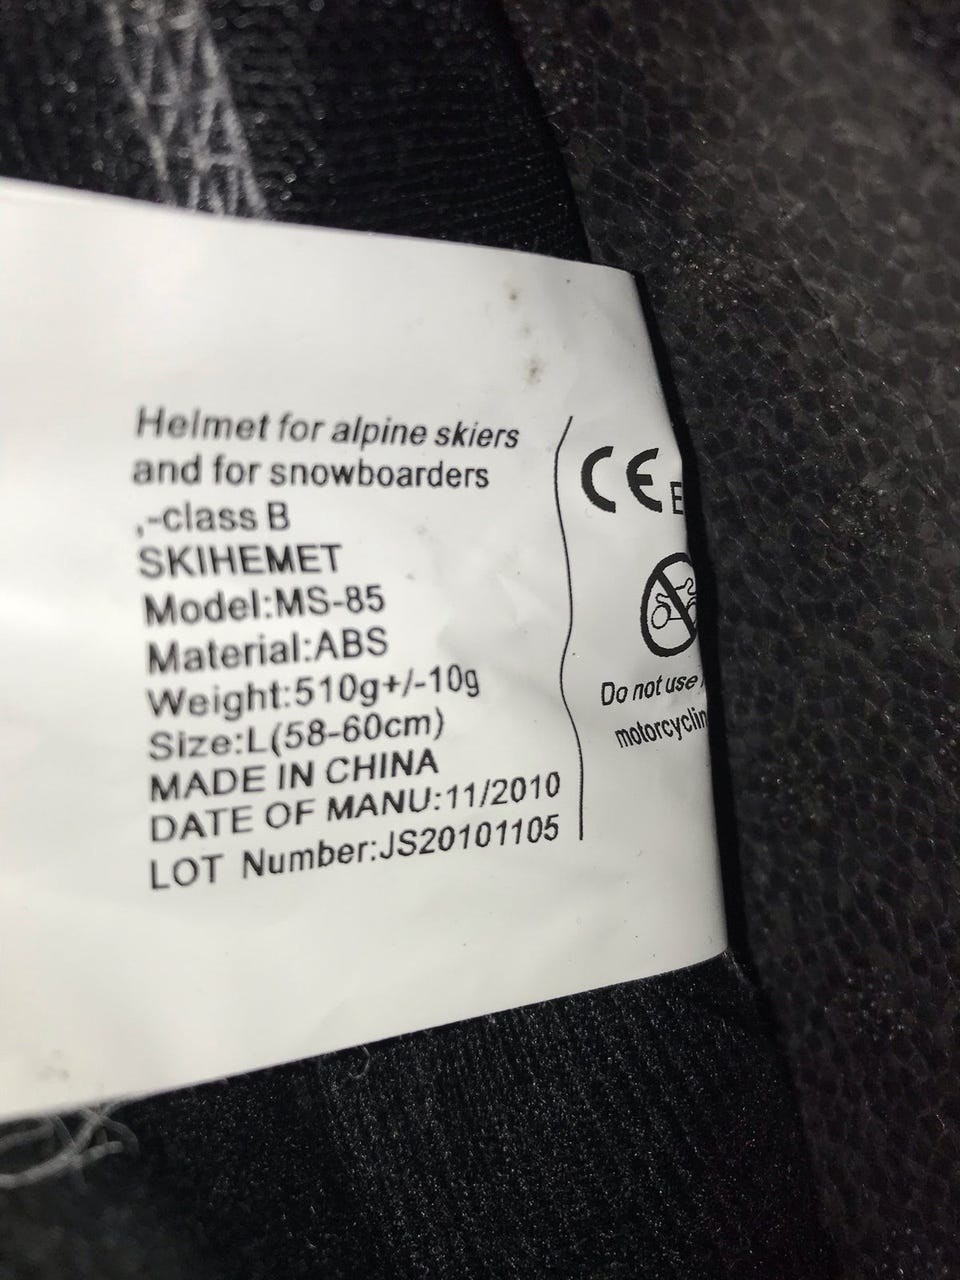 Helmet for alpine skiers
and for snowboarders
,-class B
SKIHEMET
Model:MS-85
Material:ABS
Weight:510g+/-10g
Size:L(58-60cm)
MADE IN CHINA
DATE OF MANU:11/2010
LOT Number:JS20101105
CE E
Do not use
motorcyclin